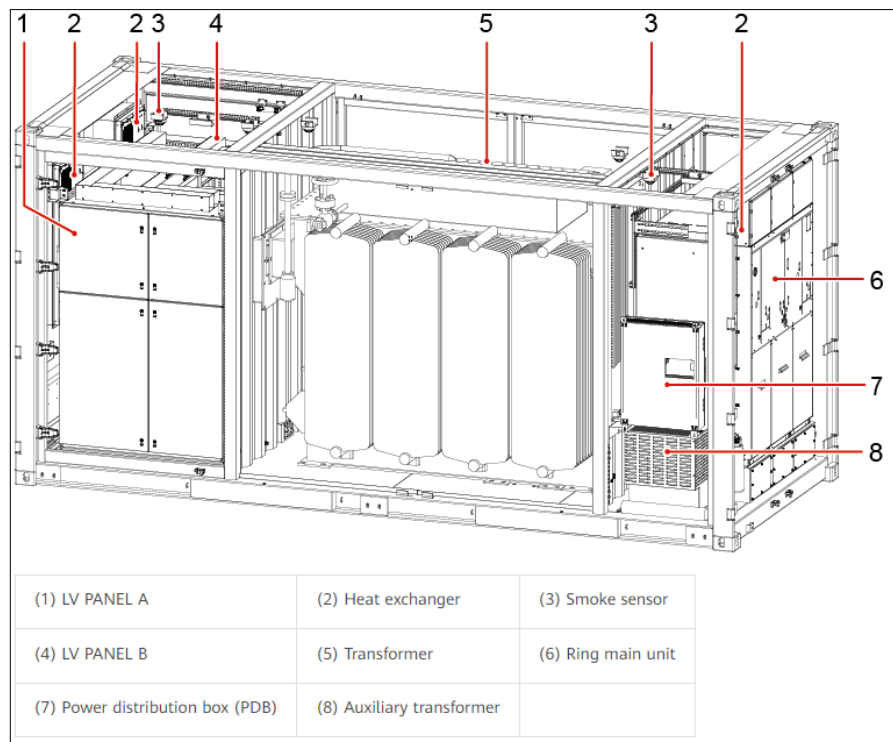 1 2 2 3 4 5 3 2
6
7
8
(1) LV PANEL A (2) Heat exchanger (3) Smoke sensor
(4) LV PANEL B (5) Transformer (6) Ring main unit
(7) Power distribution box (PDB) (8) Auxiliary transformer